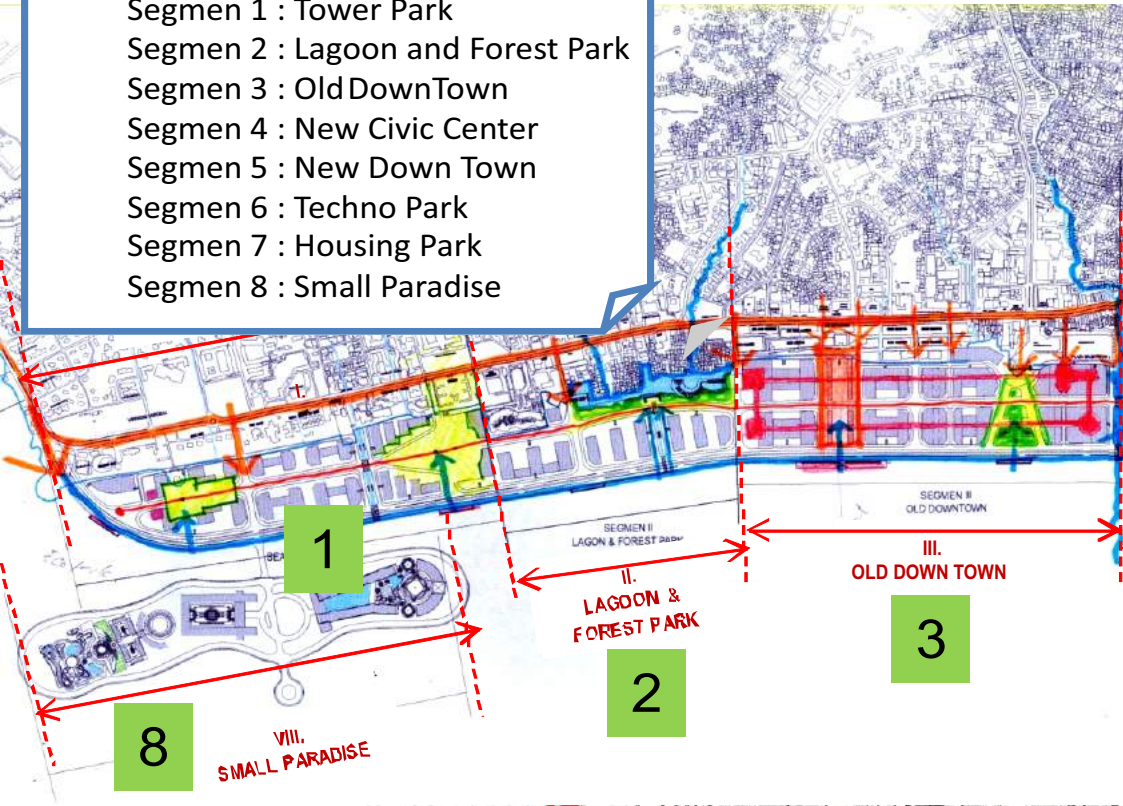 Segmen 1 : Tower Park
Segmen 2 : Lagoon and Forest Park
Segmen 3 : Old DownTown
Segmen 4 : New Civic Center
Segmen 5 : New Down Town
Segmen 6 : Techno Park
Segmen 7 : Housing Park
Segmen 8 : Small Paradise
I.
1
SEGMEN II
LAGON & FOREST PARK
SEGMEN III
OLD DOWNTOWN
II.
LAGOON &
FOREST PARK
2
III.
OLD DOWN TOWN
3
8
VIII.
SMALL PARADISE